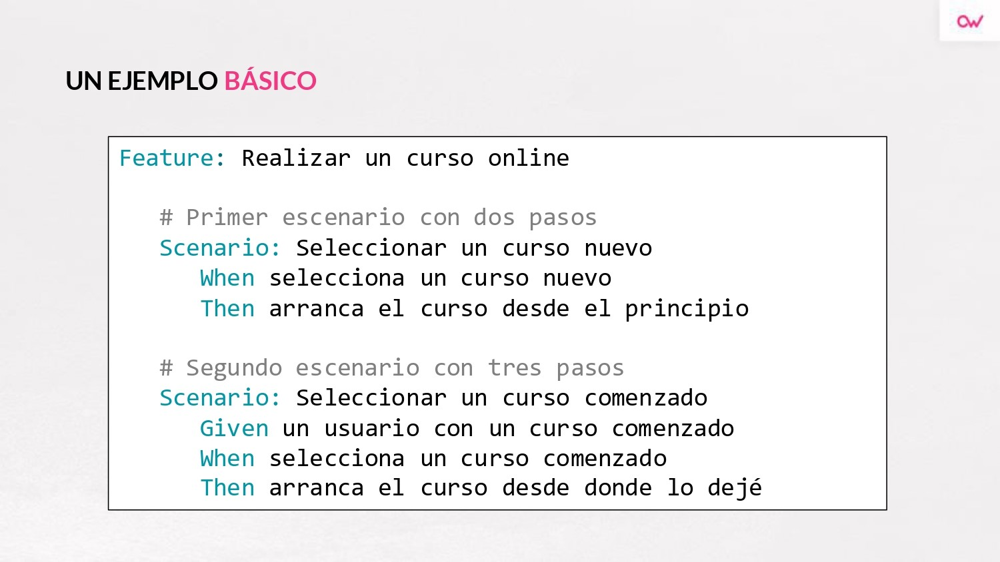 OW
UN EJEMPLO BÁSICO
Feature: Realizar un curso online
# Primer escenario con dos pasos
Scenario: Seleccionar un curso nuevo
When selecciona un curso nuevo
Then arranca el curso desde el principio
# Segundo escenario con tres pasos
Scenario: Seleccionar un curso comenzado
Given un usuario con un curso comenzado
When selecciona un curso comenzado
Then arranca el curso desde donde lo dejé